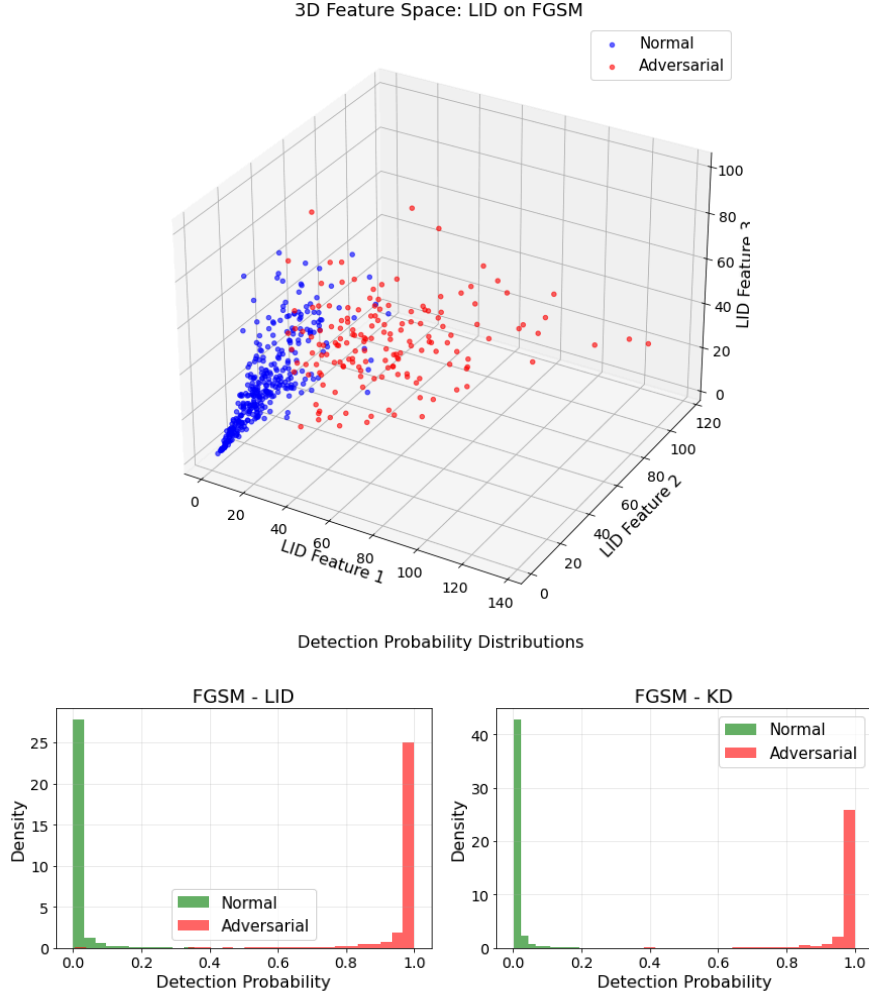 3D Feature Space: LID on FGSM
Normal
Adversarial
100
80
60
40
20
0
LID Feature 3
120
100
80
60
40
20
0
LID Feature 2
0
20
40
60
80
100
120
140
LID Feature 1
Detection Probability Distributions
FGSM - LID
FGSM - KD
25
20
15
10
5
0
Density
Normal
Adversarial
0.0 0.2 0.4 0.6 0.8 1.0
Detection Probability
40
30
20
10
0
Density
Normal
Adversarial
0.0 0.2 0.4 0.6 0.8 1.0
Detection Probability